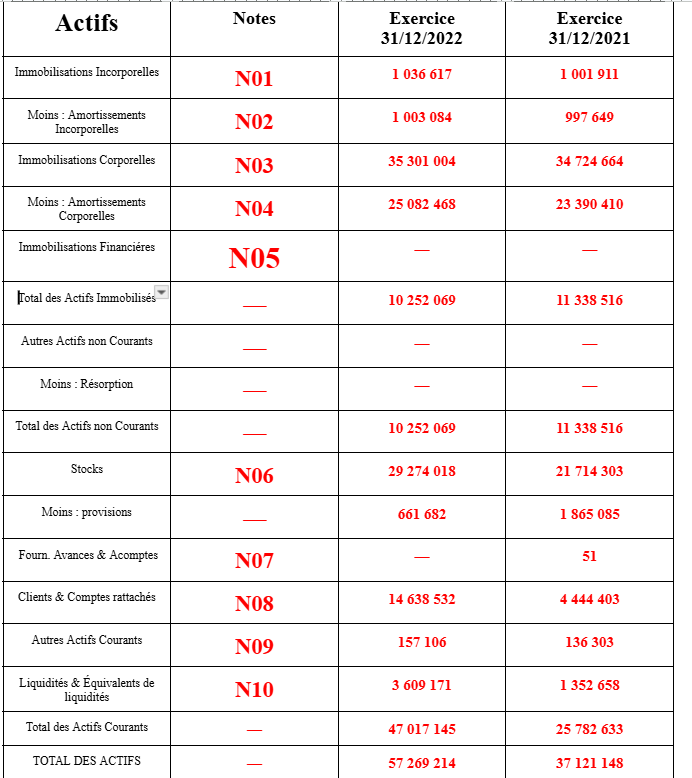 Actifs Notes Exercice 31/12/2022 Exercice 31/12/2021
Immobilisations Incorporelles N01 1 036 617 1 001 911
Moins : Amortissements Incorporelles N02 1 003 084 997 649
Immobilisations Corporelles N03 35 301 004 34 724 664
Moins : Amortissements Corporelles N04 25 082 468 23 390 410
Immobilisations Financiéres N05 — —
Total des Actifs Immobilisés — 10 252 069 11 338 516
Autres Actifs non Courants — — —
Moins : Résorption — — —
Total des Actifs non Courants — 10 252 069 11 338 516
Stocks N06 29 274 018 21 714 303
Moins : provisions — 661 682 1 865 085
Fourn. Avances & Acomptes N07 — 51
Clients & Comptes rattachés N08 14 638 532 4 444 403
Autres Actifs Courants N09 157 106 136 303
Liquidités & Équivalents de liquidités N10 3 609 171 1 352 658
Total des Actifs Courants — 47 017 145 25 782 633
TOTAL DES ACTIFS — 57 269 214 37 121 148